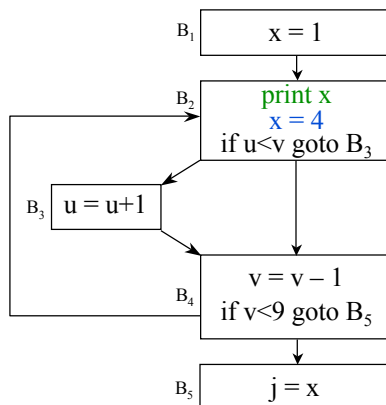 B1
x = 1
B2
print x
x = 4
if u<v goto B3
B3
u = u+1
B4
v = v – 1
if v<9 goto B5
B5
j = x